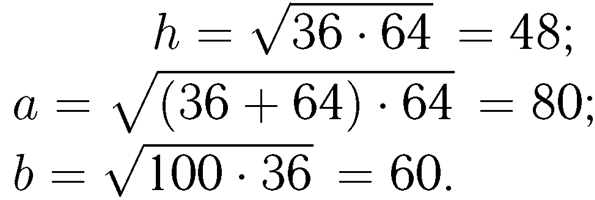 h = √(36 · 64) = 48;
a = √((36 + 64) · 64) = 80;
b = √(100 · 36) = 60.